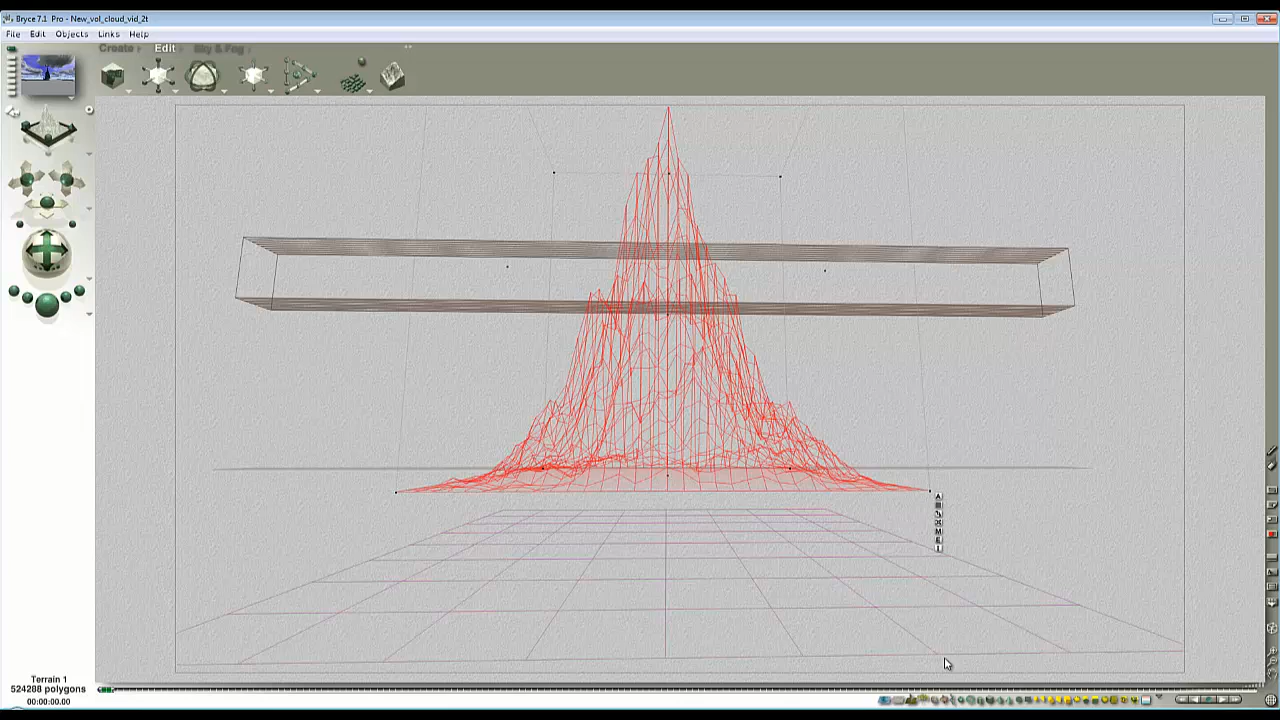 Bryce 7.1 Pro - New_vol_cloud_vid_2t
File Edit Objects Links Help
Create Edit Sky & Fog
A
M
E
Terrain 1
524288 polygons
00:00:00.00